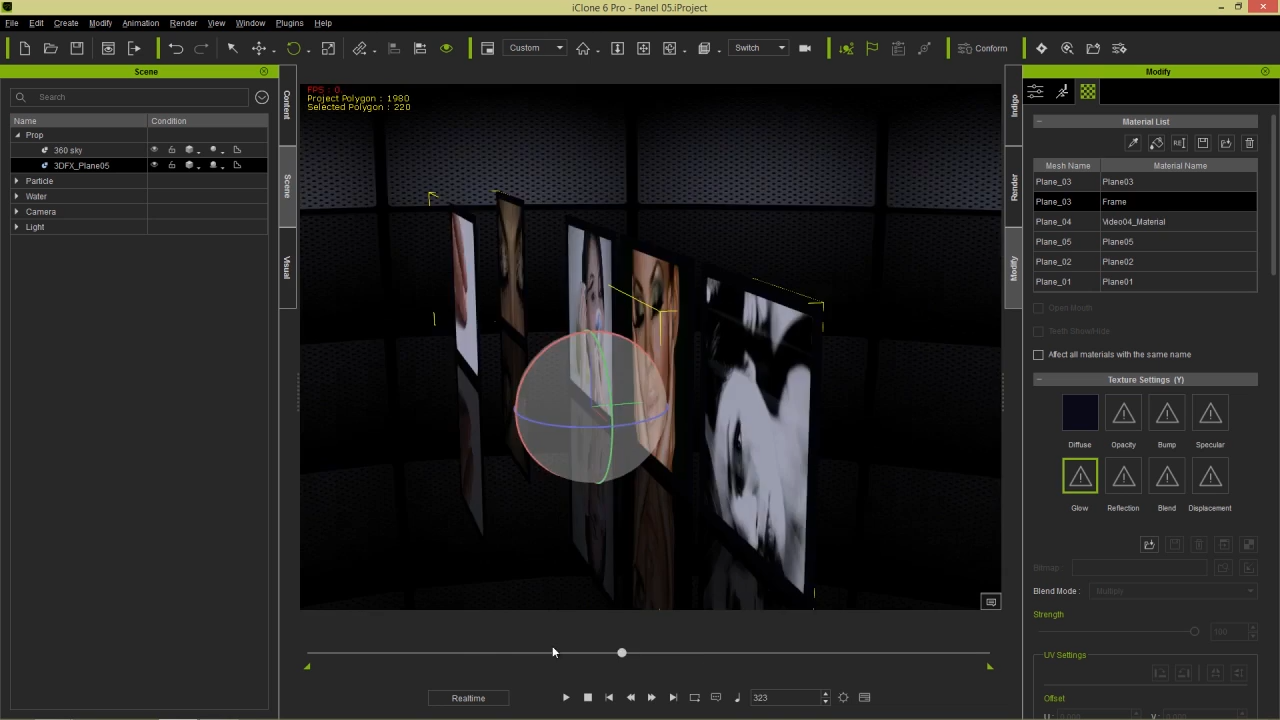 iClone 6 Pro - Panel 05.iProject
File Edit Create Modify Animation Render View Window Plugins Help
Custom Switch Conform
Scene
Search
Name Condition
Prop
360 sky
3DFX_Plane05
Particle
Water
Camera
Light
Content
Scene
Visual
FPS : 0
Project Polygon : 1980
Selected Polygon : 220
Realtime
323
Indigo
Render
Modify
Modify
Material List
Mesh Name Material Name
Plane_03 Plane03
Plane_03 Frame
Plane_04 Video04_Material
Plane_05 Plane05
Plane_02 Plane02
Plane_01 Plane01
Open Mouth
Teeth Show/Hide
Affect all materials with the same name
Texture Settings (Y)
Diffuse Opacity Bump Specular
Glow Reflection Blend Displacement
Bitmap :
Blend Mode : Multiply
Strength
100
UV Settings
Offset